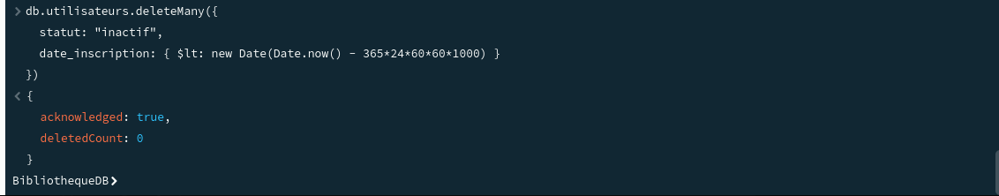 > db.utilisateurs.deleteMany({
statut: "inactif",
date_inscription: { $lt: new Date(Date.now() - 365*24*60*60*1000) }
})
< {
acknowledged: true,
deletedCount: 0
}
BibliothequeDB>